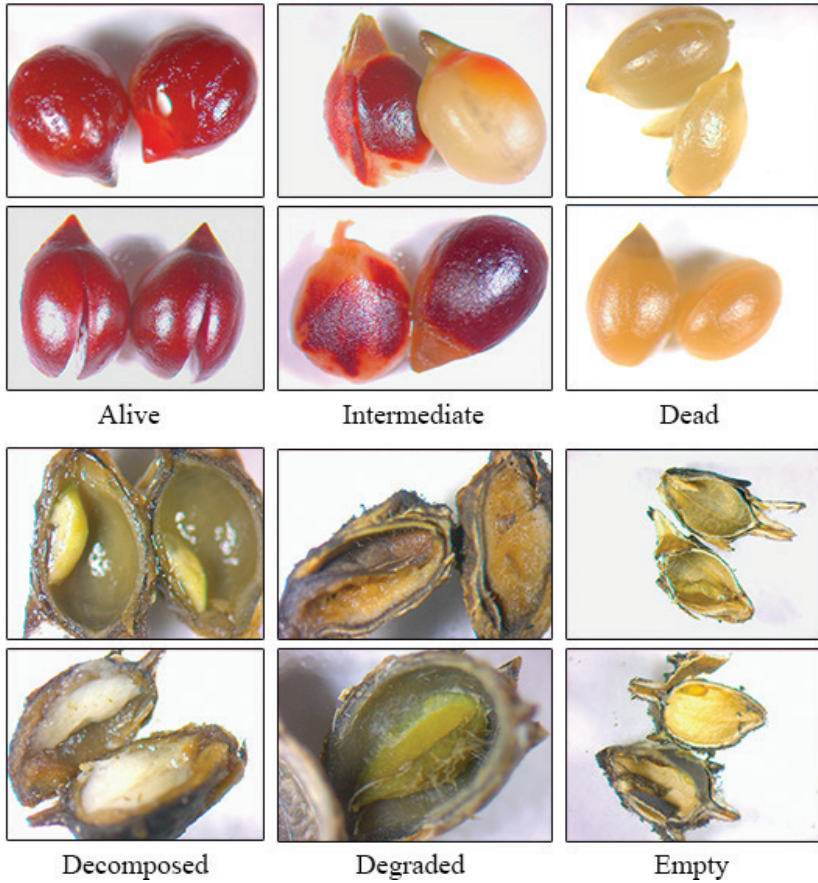 Alive
Intermediate
Dead
Decomposed
Degraded
Empty